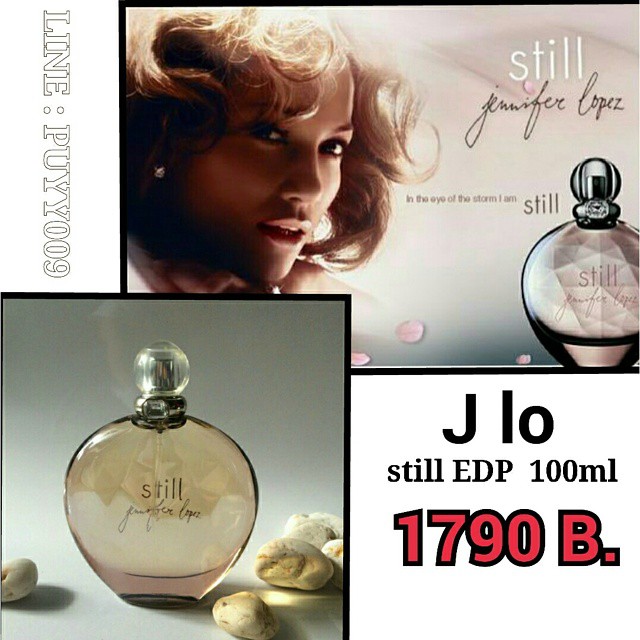 LINE : PUYY009
still
jennifer lopez
In the eye of the storm I am still
still
jennifer lopez
still
jennifer lopez
J lo
still EDP 100ml
1790 B.